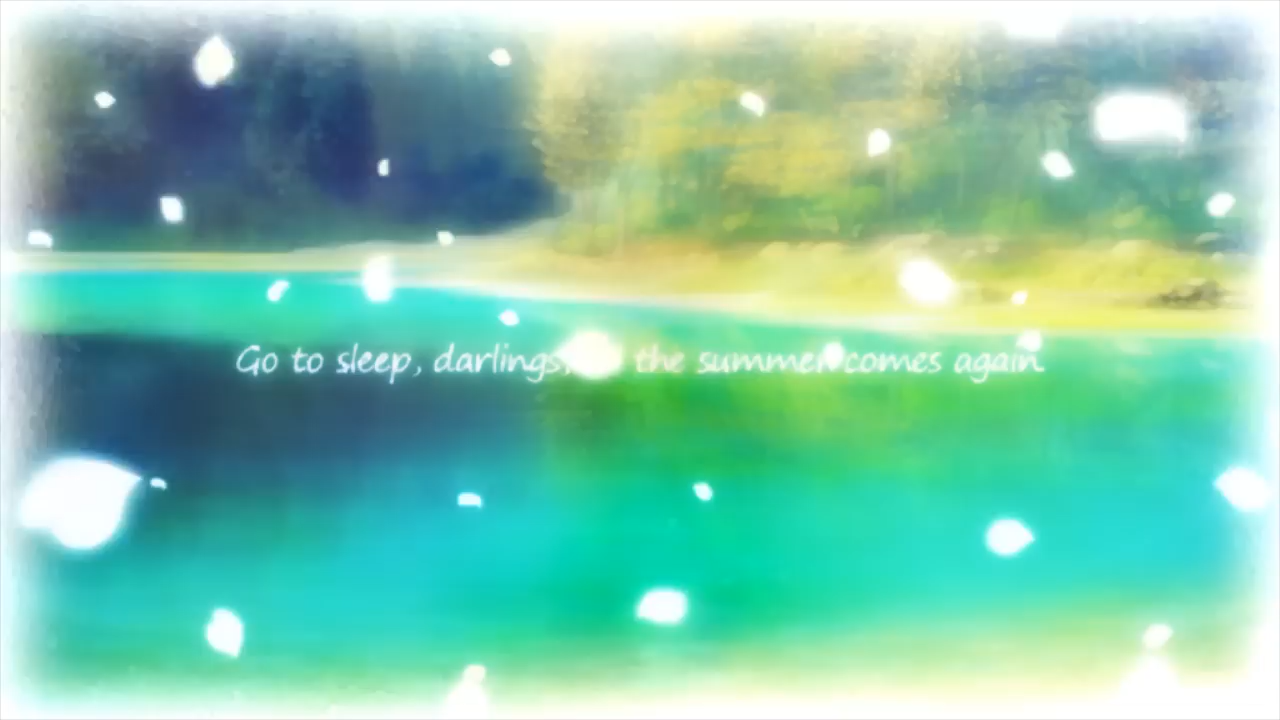 Go to sleep, darlings, the summer comes again